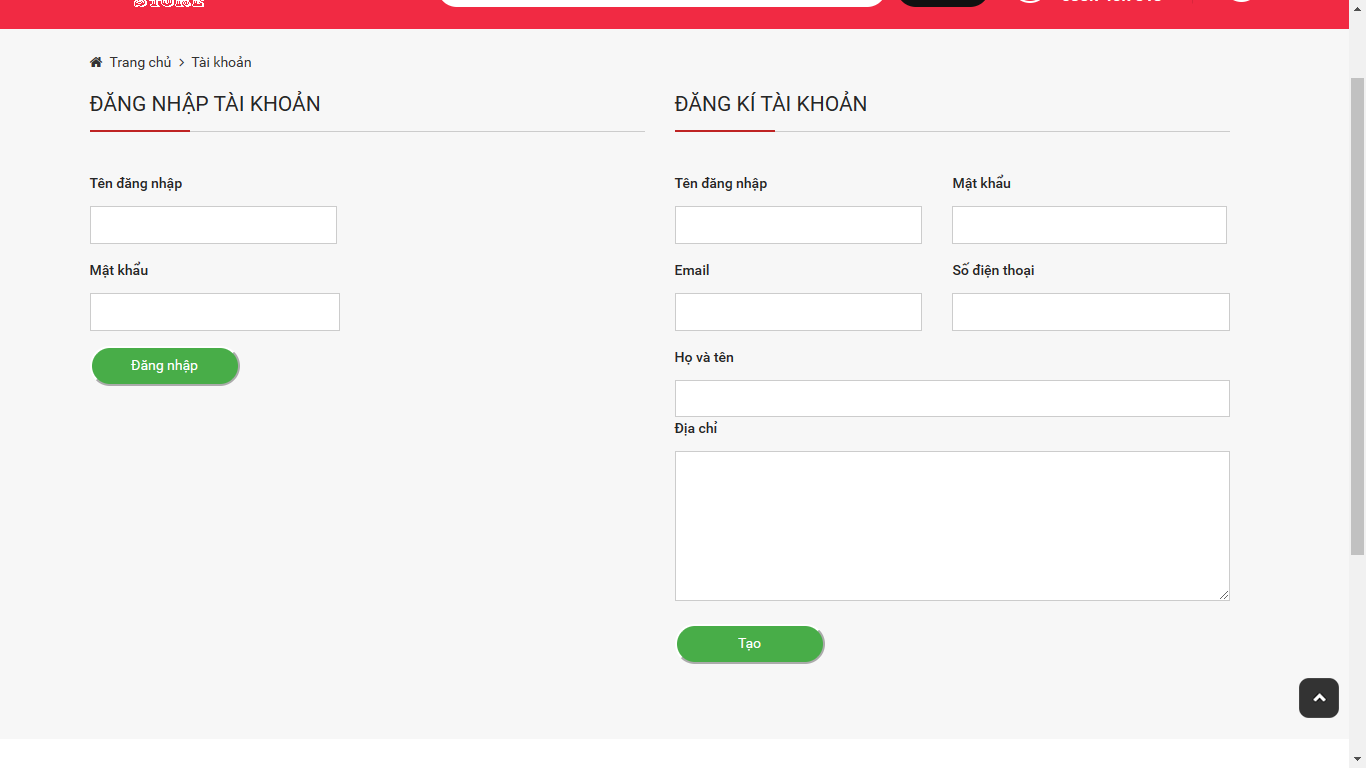 STORE
Trang chủ > Tài khoản
ĐĂNG NHẬP TÀI KHOẢN
Tên đăng nhập
Mật khẩu
Đăng nhập
ĐĂNG KÍ TÀI KHOẢN
Tên đăng nhập
Mật khẩu
Email
Số điện thoại
Họ và tên
Địa chỉ
Tạo